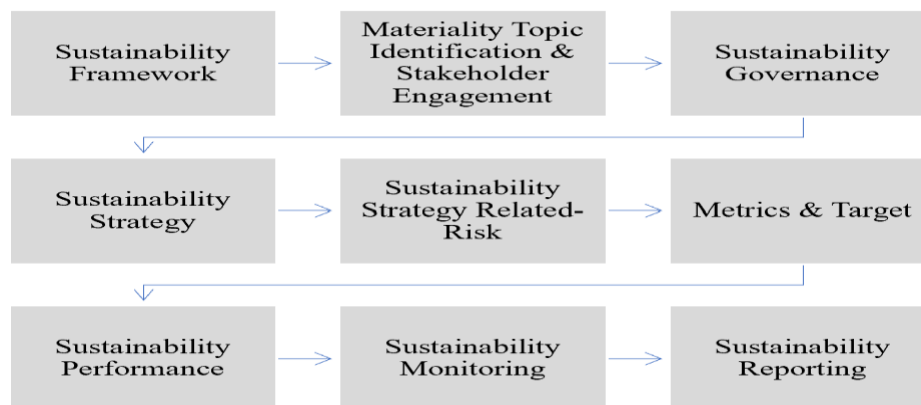 Sustainability
Framework
Materiality Topic
Identification &
Stakeholder
Engagement
Sustainability
Governance
Sustainability
Strategy
Sustainability
Strategy Related-
Risk
Metrics & Target
Sustainability
Performance
Sustainability
Monitoring
Sustainability
Reporting